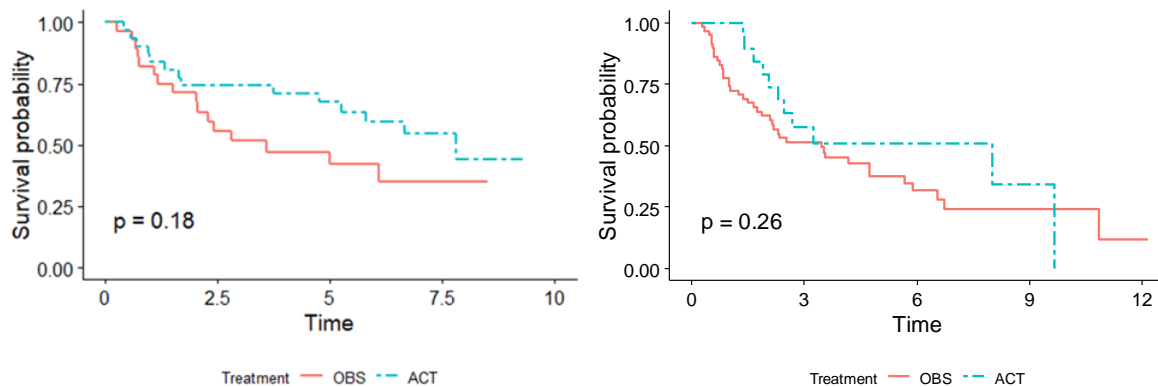 Survival probability
1.00
0.75
0.50
0.25
0.00
p = 0.18
0 2.5 5 7.5 10
Time
Treatment OBS ACT
Survival probability
1.00
0.75
0.50
0.25
0.00
p = 0.26
0 3 6 9 12
Time
Treatment OBS ACT